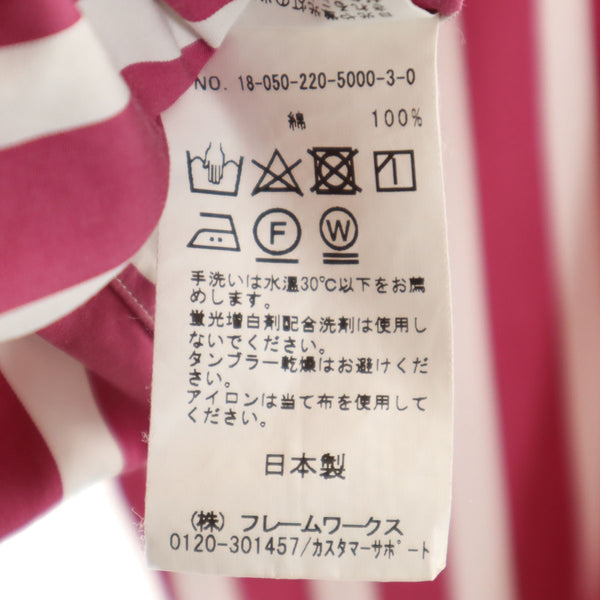 NO. 18-050-220-5000-3-0
綿 100%
F W
手洗いは水温30℃以下をお薦
めします。
蛍光増白剤配合洗剤は使用し
ないでください。
タンブラー乾燥はお避けくだ
さい。
アイロンは当て布を使用して
ください。
日本製
(株) フレームワークス
0120-301457/カスタマーサポート